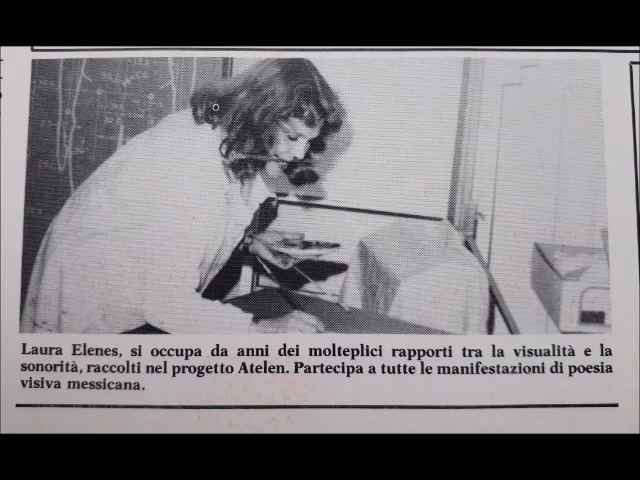 Laura Elenes, si occupa da anni dei molteplici rapporti tra la visualità e la
sonorità, raccolti nel progetto Atelen. Partecipa a tutte le manifestazioni di poesia
visiva messicana.